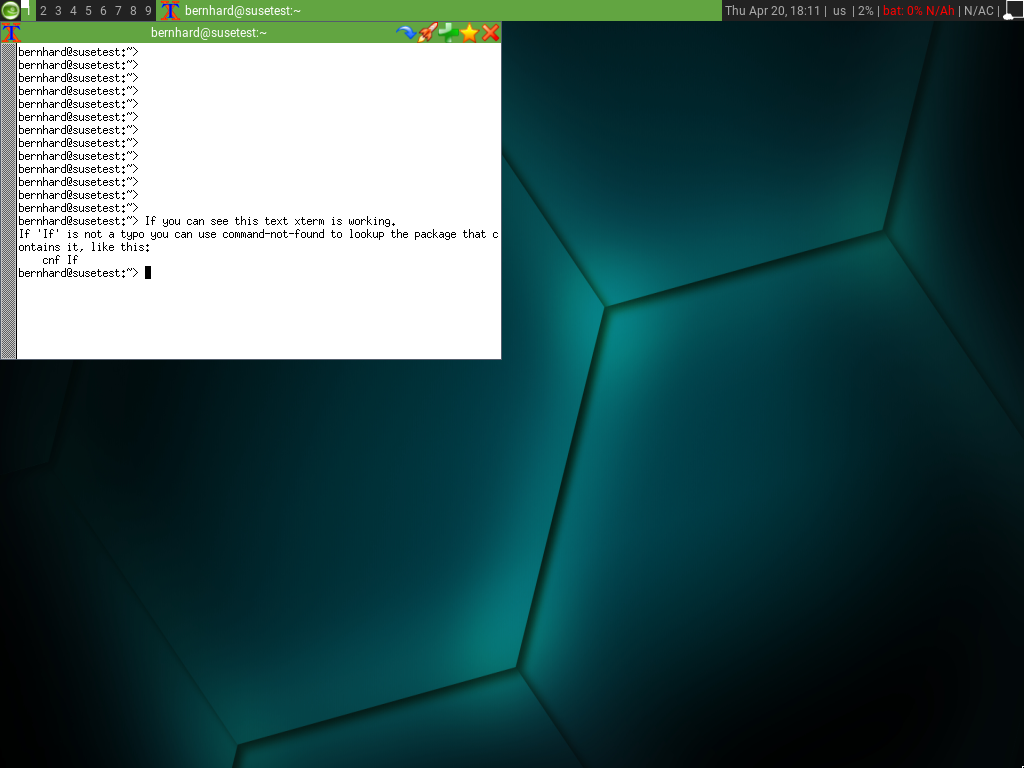 1 2 3 4 5 6 7 8 9 bernhard@susetest:~ Thu Apr 20, 18:11 | us | 2% | bat: 0% N/Ah | N/AC |
bernhard@susetest:~
bernhard@susetest:~>
bernhard@susetest:~>
bernhard@susetest:~>
bernhard@susetest:~>
bernhard@susetest:~>
bernhard@susetest:~>
bernhard@susetest:~>
bernhard@susetest:~>
bernhard@susetest:~>
bernhard@susetest:~>
bernhard@susetest:~>
bernhard@susetest:~>
bernhard@susetest:~>
bernhard@susetest:~> If you can see this text xterm is working.
If 'If' is not a typo you can use command-not-found to lookup the package that c
ontains it, like this:
    cnf If
bernhard@susetest:~>